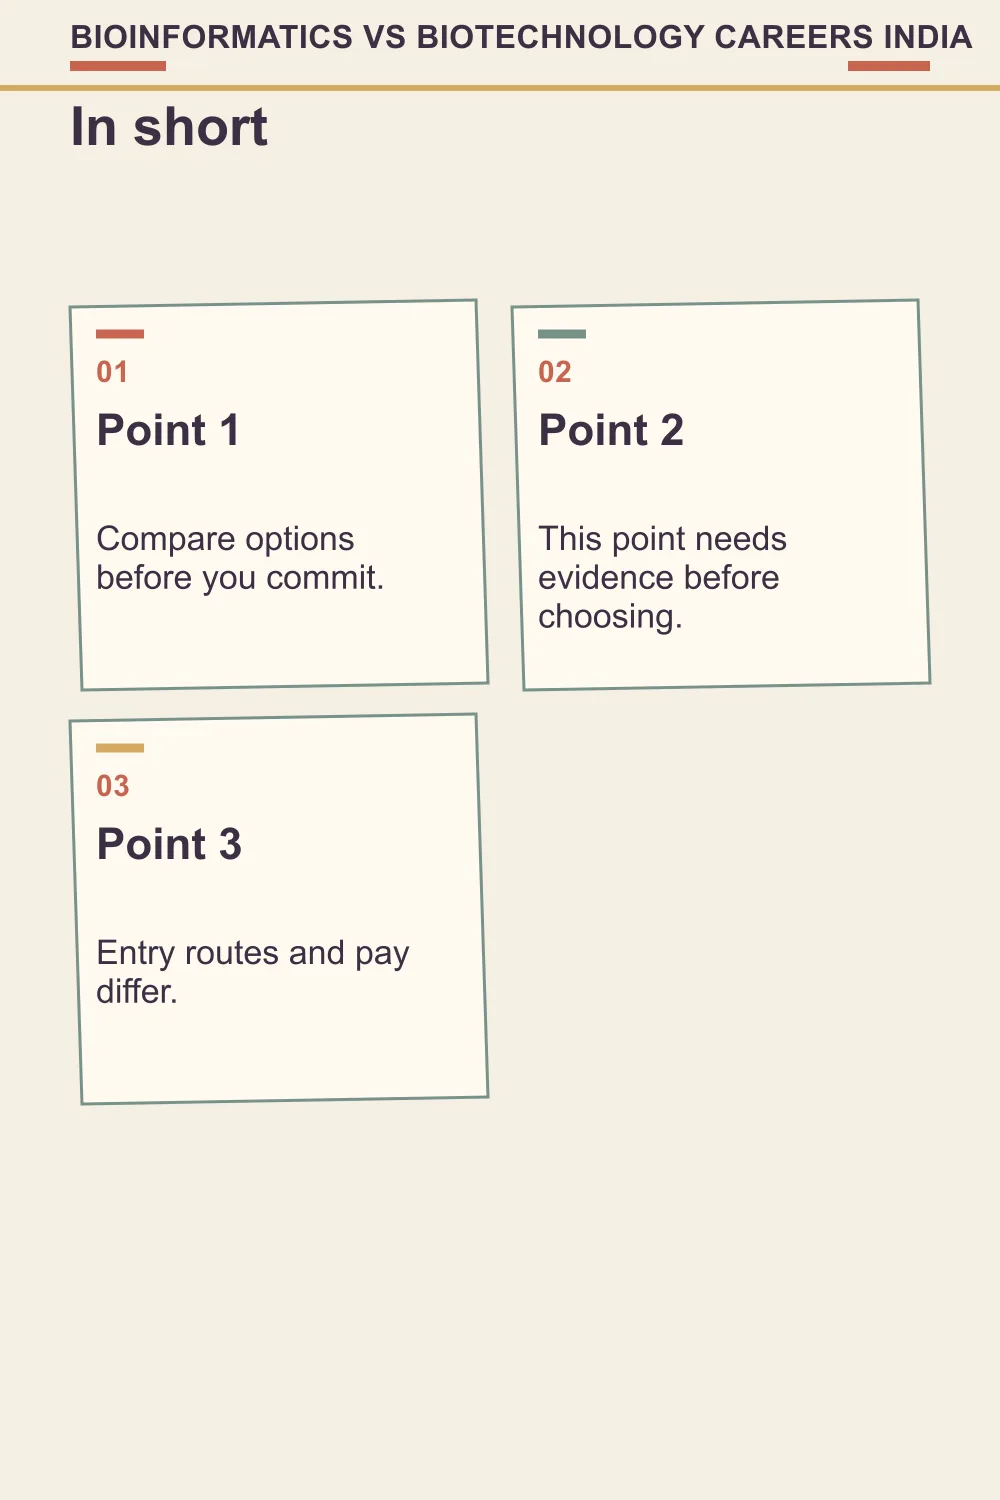 BIOINFORMATICS VS BIOTECHNOLOGY CAREERS INDIA
In short
01
Point 1
Compare options
before you commit.
02
Point 2
This point needs
evidence before
choosing.
03
Point 3
Entry routes and pay
differ.